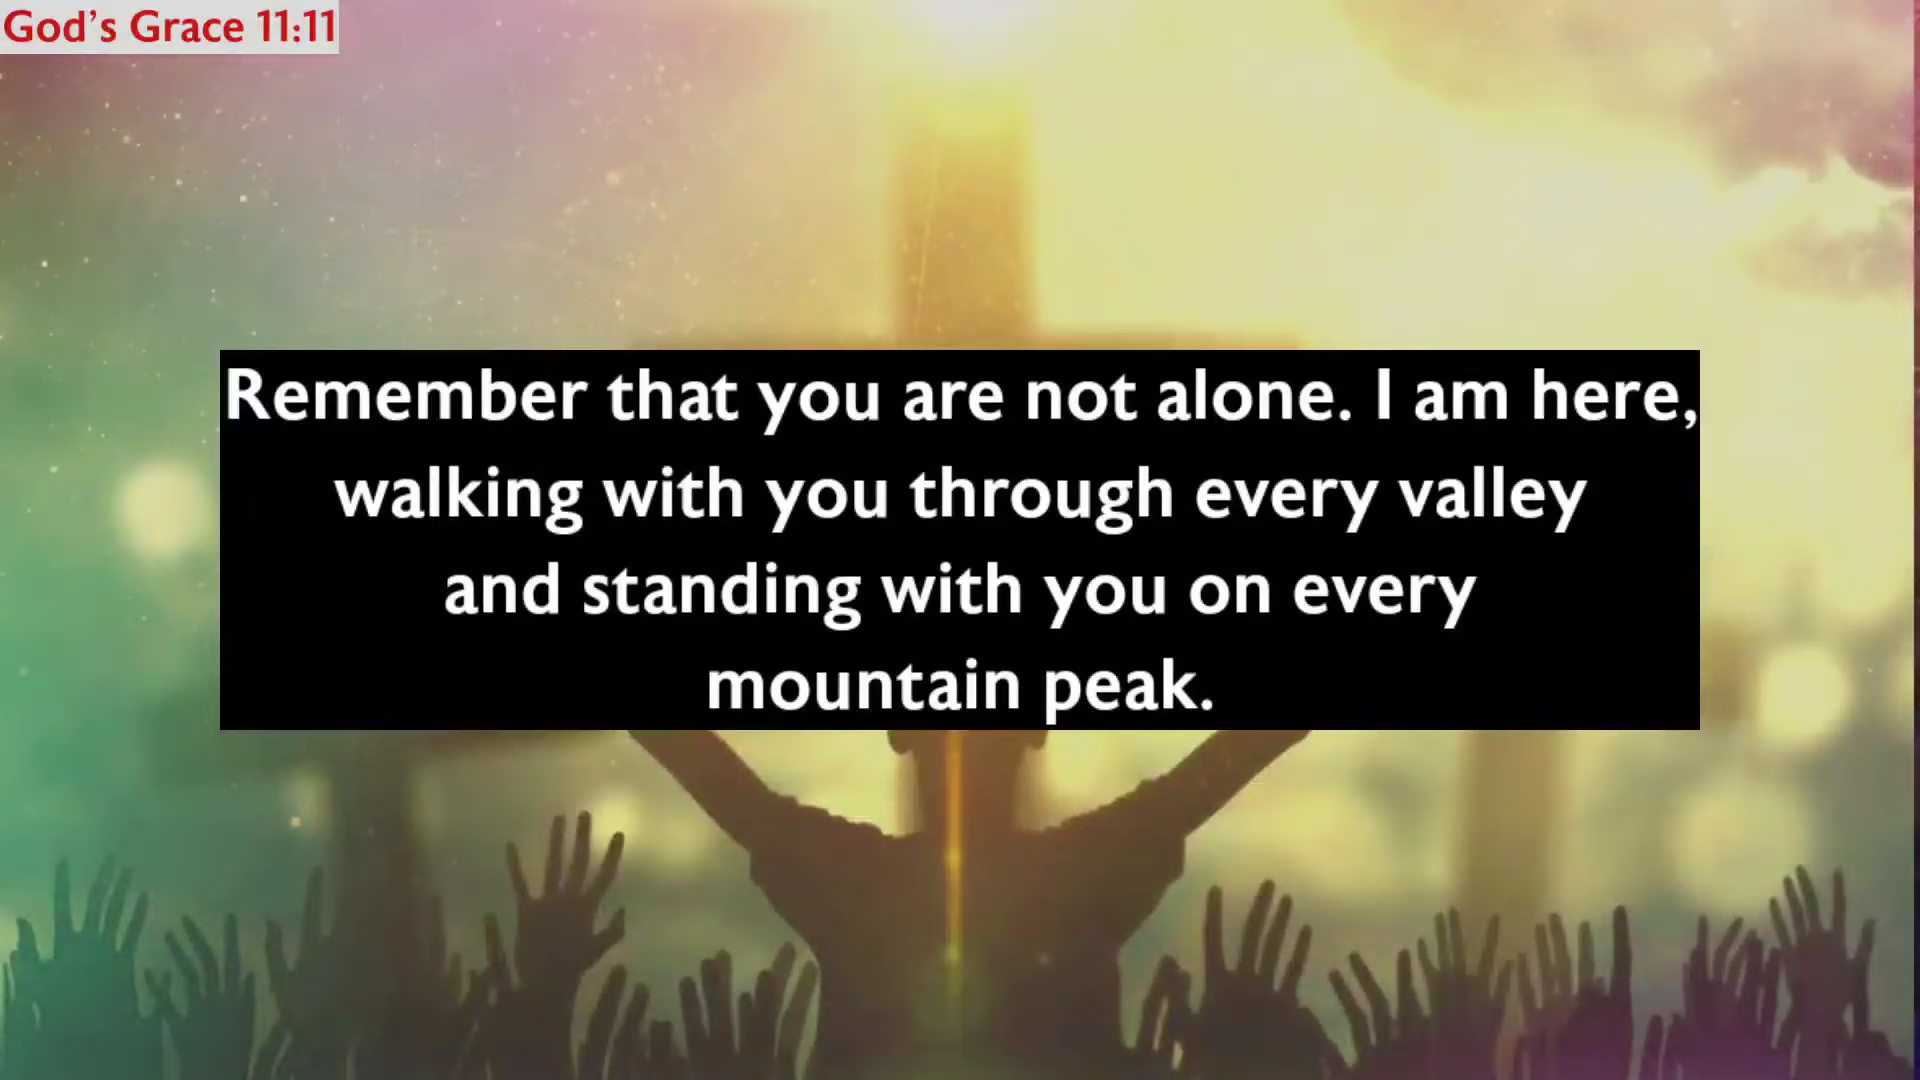 God's Grace 11:11
Remember that you are not alone. I am here,
walking with you through every valley
and standing with you on every
mountain peak.